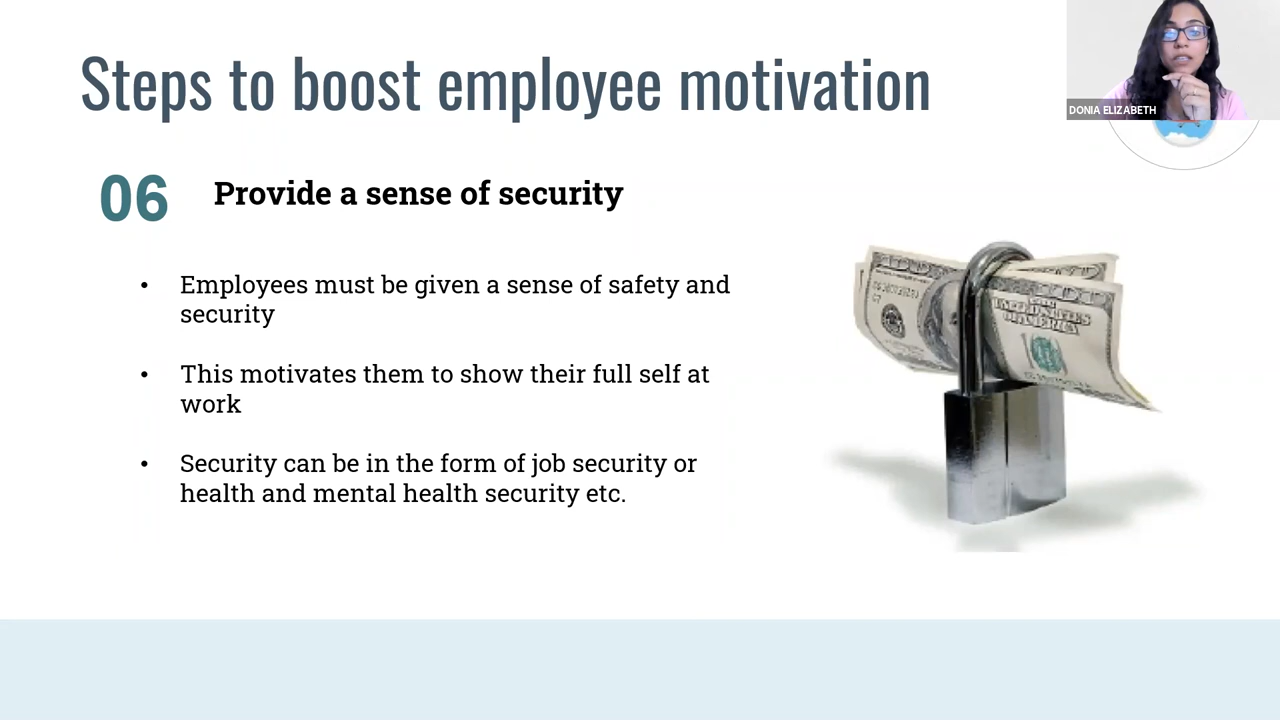 Steps to boost employee motivation
DONIA ELIZABETH
06 Provide a sense of security
• Employees must be given a sense of safety and
security
• This motivates them to show their full self at
work
• Security can be in the form of job security or
health and mental health security etc.